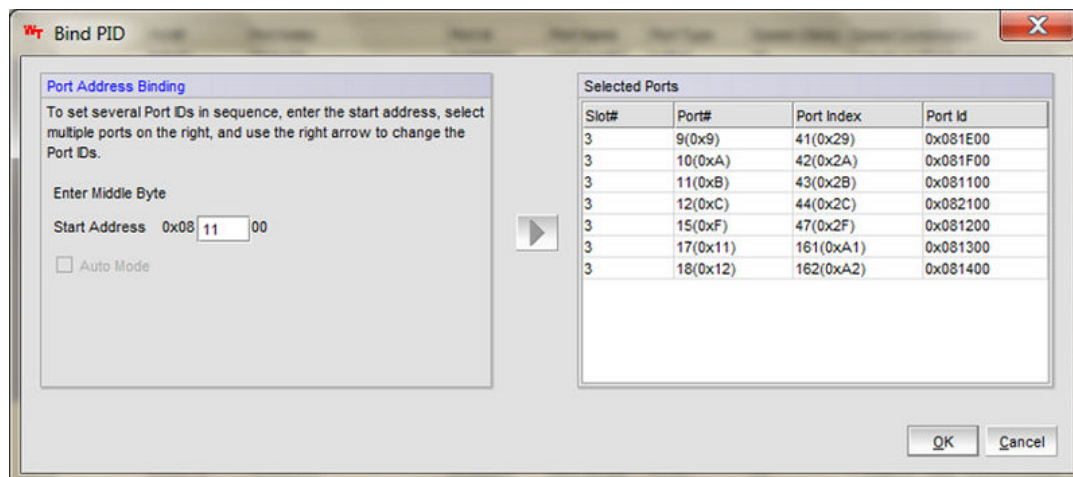 WT Bind PID
Port Address Binding
To set several Port IDs in sequence, enter the start address, select
multiple ports on the right, and use the right arrow to change the
Port IDs.
Enter Middle Byte
Start Address 0x08 11 00
Auto Mode
Selected Ports
Slot# Port# Port Index Port Id
3 9(0x9) 41(0x29) 0x081E00
3 10(0xA) 42(0x2A) 0x081F00
3 11(0xB) 43(0x2B) 0x081100
3 12(0xC) 44(0x2C) 0x082100
3 15(0xF) 47(0x2F) 0x081200
3 17(0x11) 161(0xA1) 0x081300
3 18(0x12) 162(0xA2) 0x081400
OK Cancel